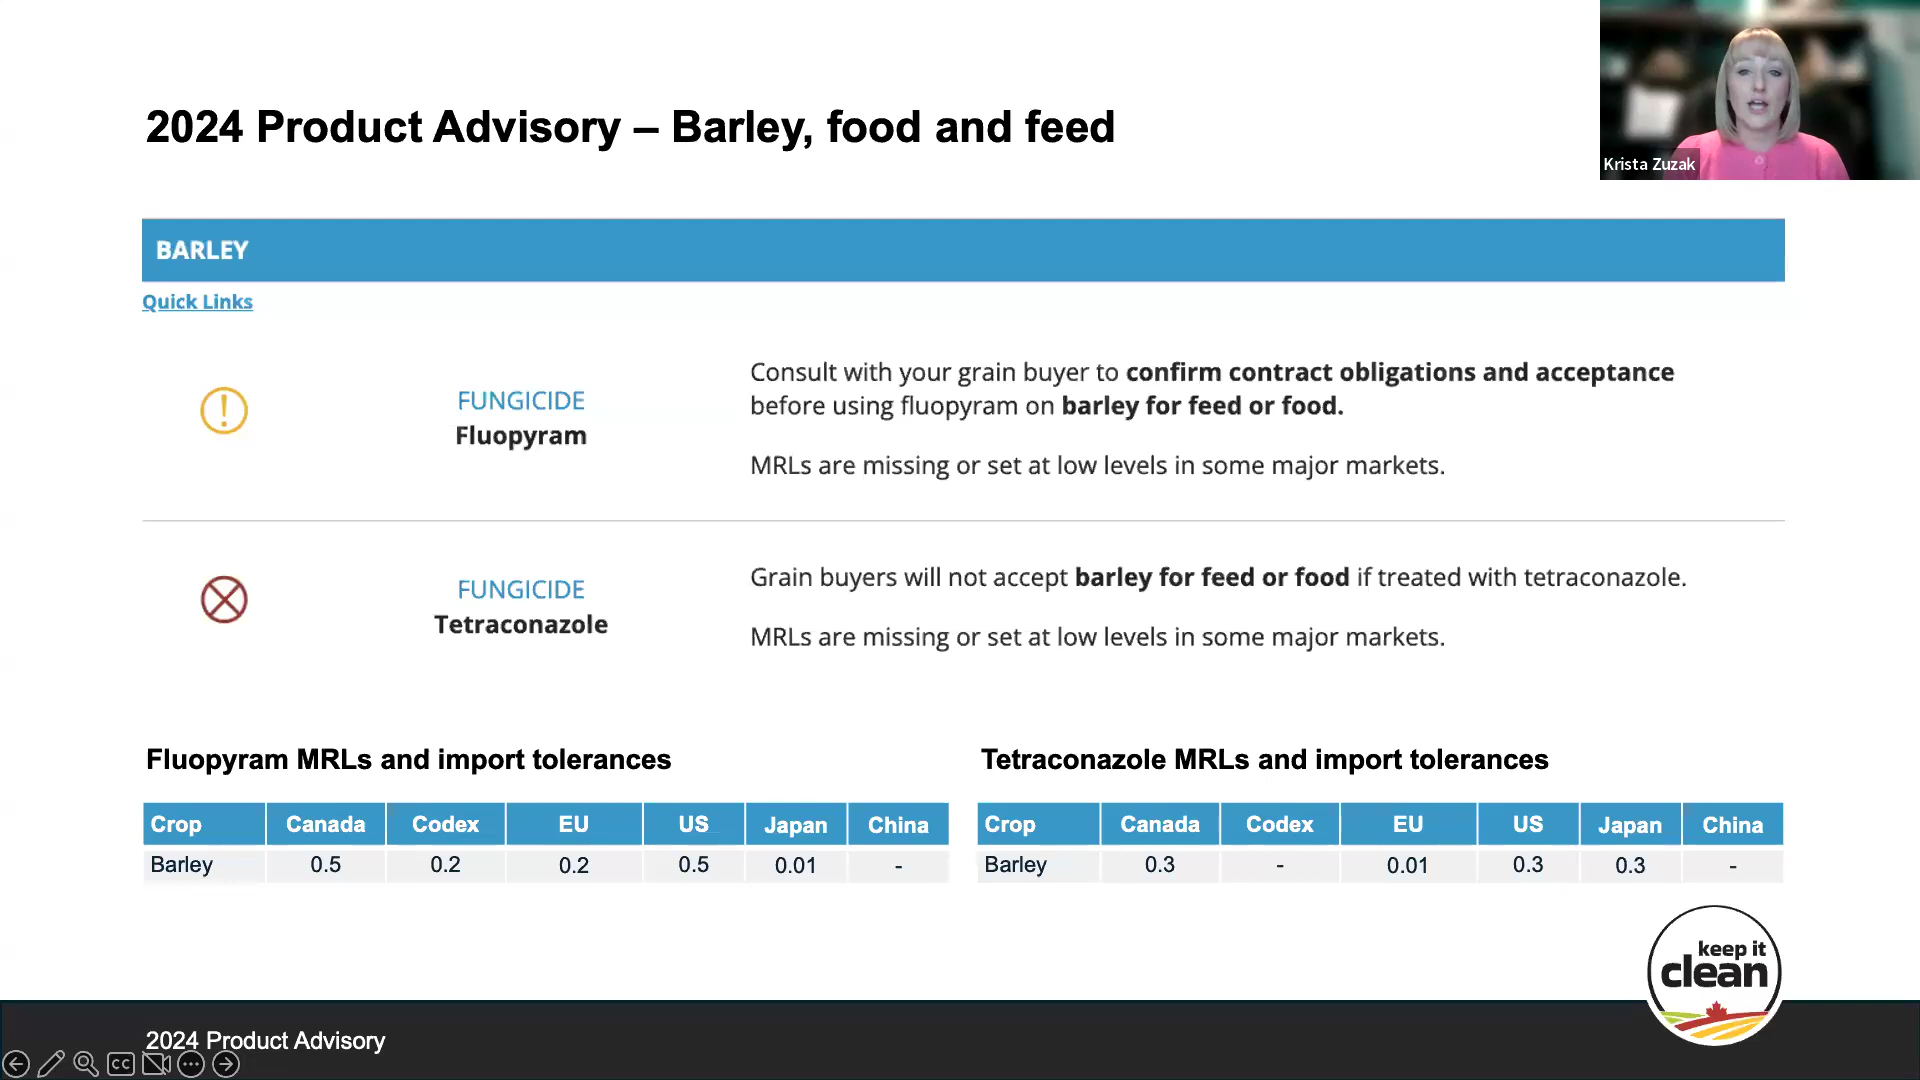 2024 Product Advisory – Barley, food and feed
Krista Zuzak
BARLEY
Quick Links
FUNGICIDE
Fluopyram
Consult with your grain buyer to confirm contract obligations and acceptance
before using fluopyram on barley for feed or food.
MRLs are missing or set at low levels in some major markets.
FUNGICIDE
Tetraconazole
Grain buyers will not accept barley for feed or food if treated with tetraconazole.
MRLs are missing or set at low levels in some major markets.
Fluopyram MRLs and import tolerances
Crop Canada Codex EU US Japan China
Barley 0.5 0.2 0.2 0.5 0.01 -
Tetraconazole MRLs and import tolerances
Crop Canada Codex EU US Japan China
Barley 0.3 - 0.01 0.3 0.3 -
keep it
clean
2024 Product Advisory
CC